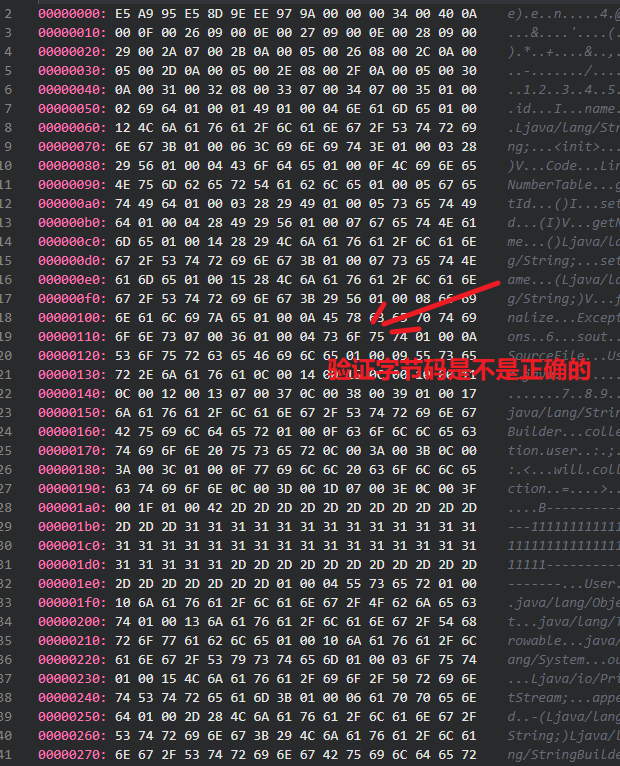 2 00000000: E5 A9 95 E5 8D 9E EE 97 9A 00 00 00 34 00 40 0A e).e..n.....4.@
3 00000010: 00 0F 00 26 09 00 0E 00 27 09 00 0E 00 28 09 00 ...&....'....(.
4 00000020: 29 00 2A 07 00 2B 0A 00 05 00 26 08 00 2C 0A 00 ).*..+....&..,.
5 00000030: 05 00 2D 0A 00 05 00 2E 08 00 2F 0A 00 05 00 30 ..-......./....
6 00000040: 0A 00 31 00 32 08 00 33 07 00 34 07 00 35 01 00 ..1.2..3..4..5.
7 00000050: 02 69 64 01 00 01 49 01 00 04 6E 61 6D 65 01 00 .id...I...name.
8 00000060: 12 4C 6A 61 76 61 2F 6C 61 6E 67 2F 53 74 72 69 .Ljava/lang/Str
9 00000070: 6E 67 3B 01 00 06 3C 69 6E 69 74 3E 01 00 03 28 ng;...<init>...
10 00000080: 29 56 01 00 04 43 6F 64 65 01 00 0F 4C 69 6E 65 )V...Code...Lin
11 00000090: 4E 75 6D 62 65 72 54 61 62 6C 65 01 00 05 67 65 NumberTable...g
12 000000a0: 74 49 64 01 00 03 28 29 49 01 00 05 73 65 74 49 tId...()I...set
13 000000b0: 64 01 00 04 28 49 29 56 01 00 07 67 65 74 4E 61 d...(I)V...getN
14 000000c0: 6D 65 01 00 14 28 29 4C 6A 61 76 61 2F 6C 61 6E me...()Ljava/la
15 000000d0: 67 2F 53 74 72 69 6E 67 3B 01 00 07 73 65 74 4E g/String;...set
16 000000e0: 61 6D 65 01 00 15 28 4C 6A 61 76 61 2F 6C 61 6E ame...(Ljava/la
17 000000f0: 67 2F 53 74 72 69 6E 67 3B 29 56 01 00 08 66 69 g/String;)V...f
18 00000100: 6E 61 6C 69 7A 65 01 00 0A 45 78 63 65 70 74 69 nalize...Except
19 00000110: 6F 6E 73 07 00 36 01 00 04 73 6F 75 74 01 00 0A ons..6...sout..
20 00000120: 53 6F 75 72 63 65 46 69 6C 65 01 00 09 55 73 65 SourceFile...Us
验证字节码是不是正确的
21 00000130: 72 2E 6A 61 76 61 0C 00 14 00
22 00000140: 0C 00 12 00 13 07 00 37 0C 00 38 00 39 01 00 17 .......7..8.9..
23 00000150: 6A 61 76 61 2F 6C 61 6E 67 2F 53 74 72 69 6E 67 java/lang/Strin
24 00000160: 42 75 69 6C 64 65 72 01 00 0F 63 6F 6C 6C 65 63 Builder...colle
25 00000170: 74 69 6F 6E 20 75 73 65 72 0C 00 3A 00 3B 0C 00 tion.user..:.;.
26 00000180: 3A 00 3C 01 00 0F 77 69 6C 6C 20 63 6F 6C 6C 65 :.<...will.coll
27 00000190: 63 74 69 6F 6E 0C 00 3D 00 1D 07 00 3E 0C 00 3F ction..=....>..
28 000001a0: 00 1F 01 00 42 2D 2D 2D 2D 2D 2D 2D 2D 2D 2D 2D ....B----------
29 000001b0: 2D 2D 2D 31 31 31 31 31 31 31 31 31 31 31 31 31 ---111111111111
30 000001c0: 31 31 31 31 31 31 31 31 31 31 31 31 31 31 31 31 111111111111111
31 000001d0: 31 31 31 31 31 2D 2D 2D 2D 2D 2D 2D 2D 2D 2D 2D 11111----------
32 000001e0: 2D 2D 2D 2D 2D 2D 2D 01 00 04 55 73 65 72 01 00 -------...User.
33 000001f0: 10 6A 61 76 61 2F 6C 61 6E 67 2F 4F 62 6A 65 63 .java/lang/Obje
34 00000200: 74 01 00 13 6A 61 76 61 2F 6C 61 6E 67 2F 54 68 t...java/lang/T
35 00000210: 72 6F 77 61 62 6C 65 01 00 10 6A 61 76 61 2F 6C rowable...java/
36 00000220: 61 6E 67 2F 53 79 73 74 65 6D 01 00 03 6F 75 74 ang/System...ou
37 00000230: 01 00 15 4C 6A 61 76 61 2F 69 6F 2F 50 72 69 6E ...Ljava/io/Pri
38 00000240: 74 53 74 72 65 61 6D 3B 01 00 06 61 70 70 65 6E tStream;...appe
39 00000250: 64 01 00 2D 28 4C 6A 61 76 61 2F 6C 61 6E 67 2F d..-(Ljava/lang
40 00000260: 53 74 72 69 6E 67 3B 29 4C 6A 61 76 61 2F 6C 61 String;)Ljava/l
41 00000270: 6E 67 2F 53 74 72 69 6E 67 42 75 69 6C 64 65 72 ng/StringBuilde